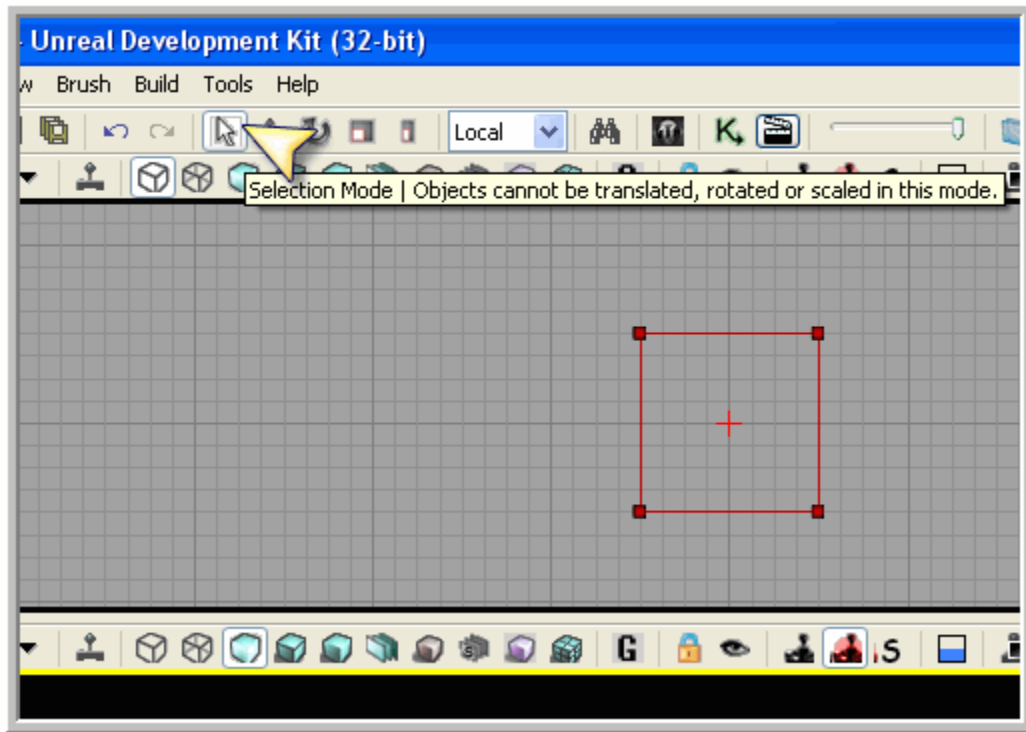 - Unreal Development Kit (32-bit)
w Brush Build Tools Help
Local
Selection Mode | Objects cannot be translated, rotated or scaled in this mode.
G S